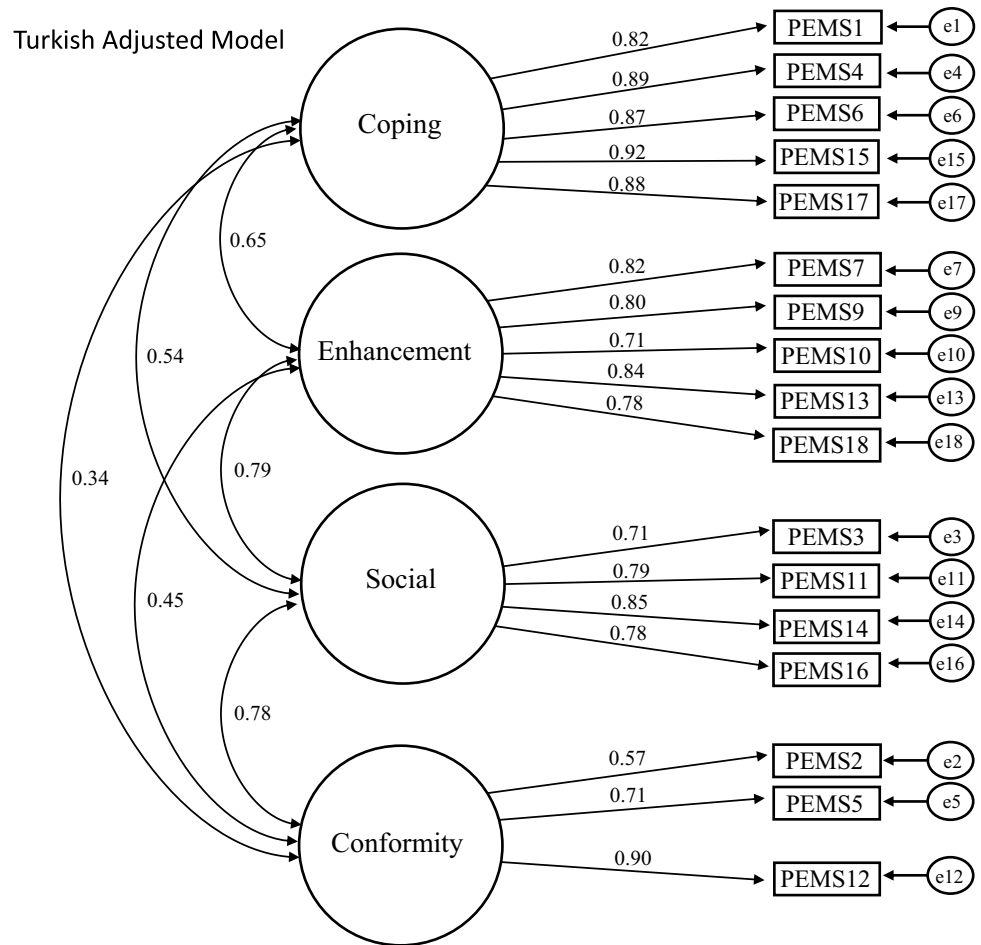 Turkish Adjusted Model
Coping
0.82
PEMS1
e1
0.89
PEMS4
e4
0.87
PEMS6
e6
0.92
PEMS15
e15
0.88
PEMS17
e17
0.65
Enhancement
0.82
PEMS7
e7
0.80
PEMS9
e9
0.71
PEMS10
e10
0.84
PEMS13
e13
0.78
PEMS18
e18
0.54
0.34
0.79
Social
0.71
PEMS3
e3
0.79
PEMS11
e11
0.85
PEMS14
e14
0.78
PEMS16
e16
0.45
0.78
Conformity
0.57
PEMS2
e2
0.71
PEMS5
e5
0.90
PEMS12
e12